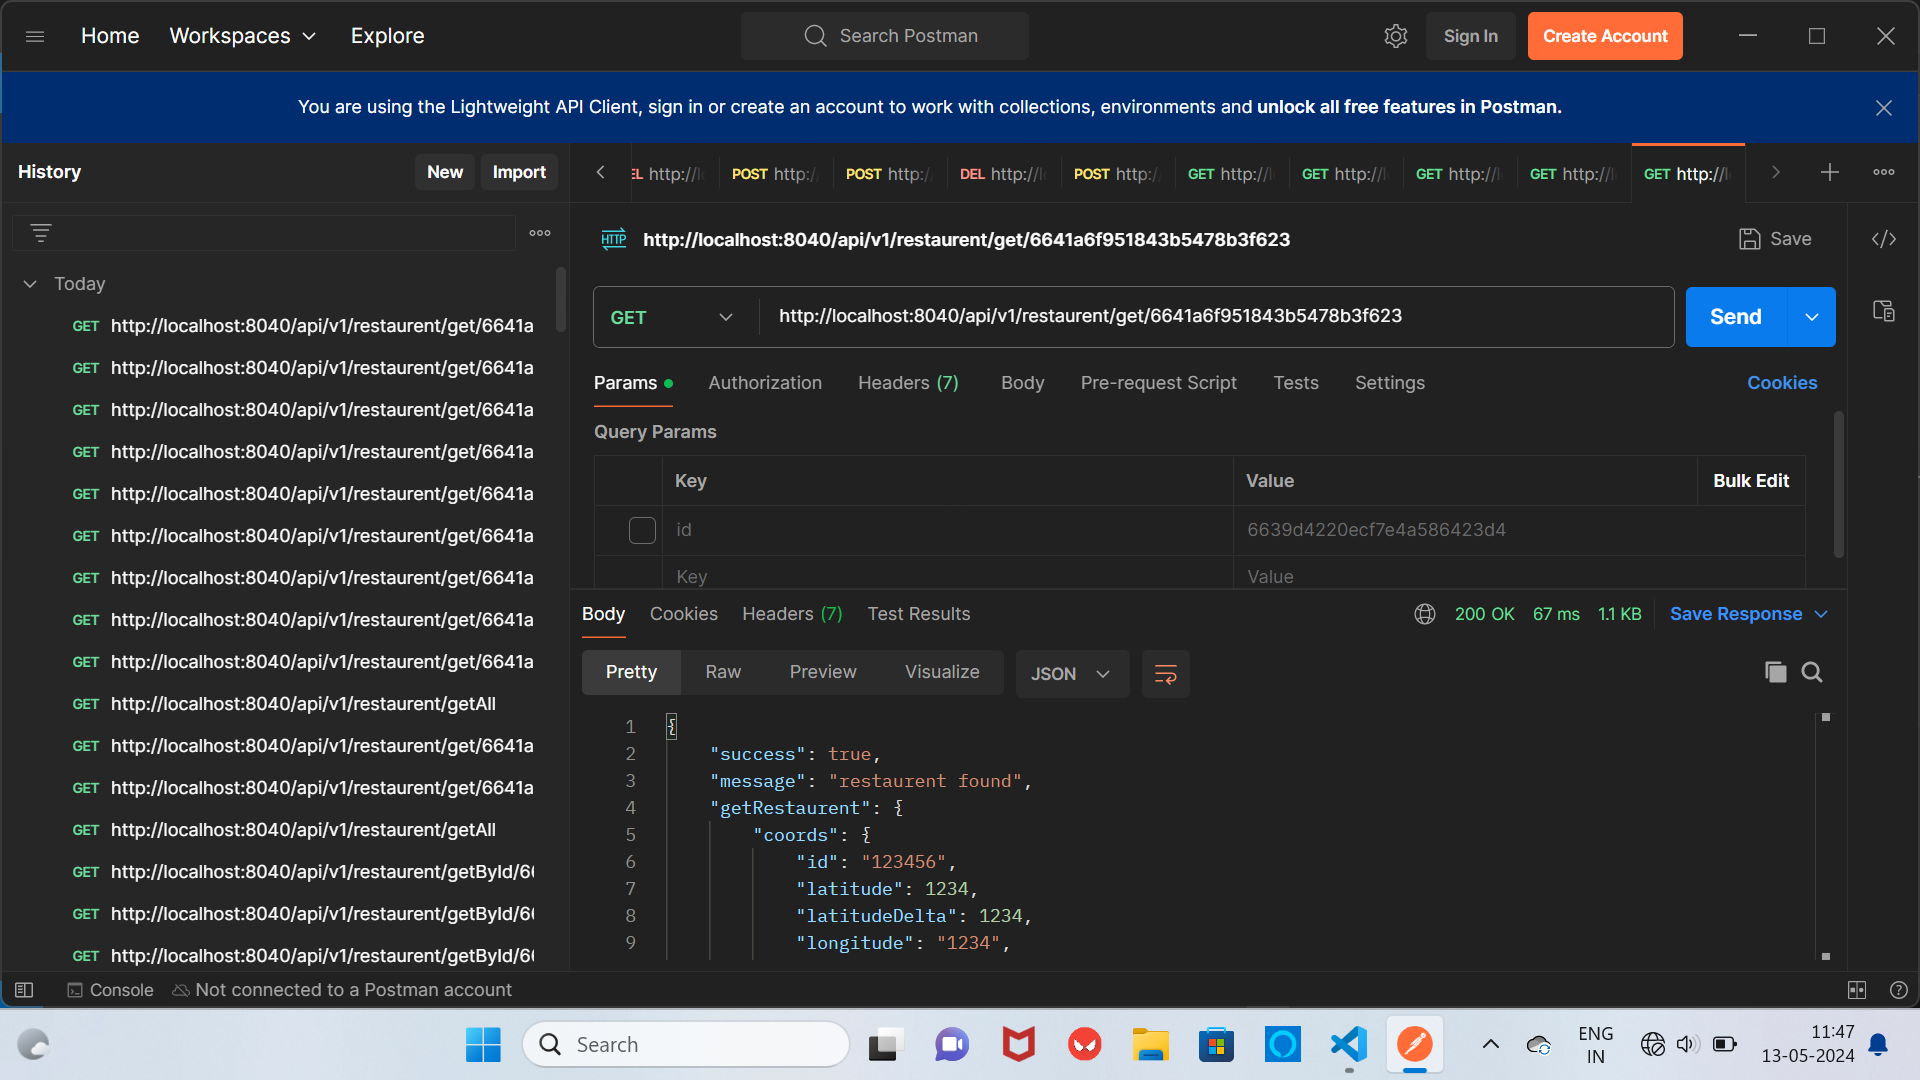 Home Workspaces Explore Search Postman Sign In Create Account
You are using the Lightweight API Client, sign in or create an account to work with collections, environments and unlock all free features in Postman.
History New Import
EL http://l POST http:/ POST http:/ DEL http://l POST http:/ GET http://l GET http://l GET http://l GET http://l GET http://l
HTTP http://localhost:8040/api/v1/restaurent/get/6641a6f951843b5478b3f623 Save
Today
GET http://localhost:8040/api/v1/restaurent/get/6641a
GET http://localhost:8040/api/v1/restaurent/get/6641a
GET http://localhost:8040/api/v1/restaurent/get/6641a
GET http://localhost:8040/api/v1/restaurent/get/6641a
GET http://localhost:8040/api/v1/restaurent/get/6641a
GET http://localhost:8040/api/v1/restaurent/get/6641a
GET http://localhost:8040/api/v1/restaurent/get/6641a
GET http://localhost:8040/api/v1/restaurent/get/6641a
GET http://localhost:8040/api/v1/restaurent/get/6641a
GET http://localhost:8040/api/v1/restaurent/getAll
GET http://localhost:8040/api/v1/restaurent/get/6641a
GET http://localhost:8040/api/v1/restaurent/get/6641a
GET http://localhost:8040/api/v1/restaurent/getAll
GET http://localhost:8040/api/v1/restaurent/getById/6
GET http://localhost:8040/api/v1/restaurent/getById/6
GET http://localhost:8040/api/v1/restaurent/getById/6
GET http://localhost:8040/api/v1/restaurent/get/6641a6f951843b5478b3f623 Send
Params Authorization Headers (7) Body Pre-request Script Tests Settings Cookies
Query Params
Key Value Bulk Edit
id 6639d4220ecf7e4a586423d4
Key Value
Body Cookies Headers (7) Test Results 200 OK 67 ms 1.1 KB Save Response
Pretty Raw Preview Visualize JSON
1 {
2 "success": true,
3 "message": "restaurent found",
4 "getRestaurent": {
5 "coords": {
6 "id": "123456",
7 "latitude": 1234,
8 "latitudeDelta": 1234,
9 "longitude": "1234",
Console Not connected to a Postman account
Search
ENG
IN
11:47
13-05-2024